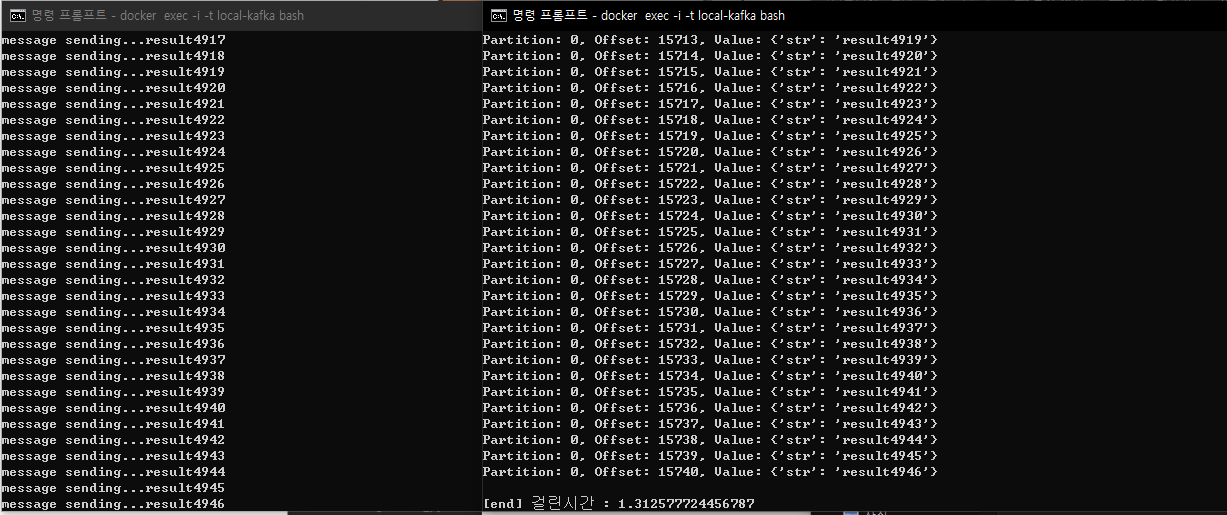 명령 프롬프트 - docker exec -i -t local-kafka bash
message sending...result4917
message sending...result4918
message sending...result4919
message sending...result4920
message sending...result4921
message sending...result4922
message sending...result4923
message sending...result4924
message sending...result4925
message sending...result4926
message sending...result4927
message sending...result4928
message sending...result4929
message sending...result4930
message sending...result4931
message sending...result4932
message sending...result4933
message sending...result4934
message sending...result4935
message sending...result4936
message sending...result4937
message sending...result4938
message sending...result4939
message sending...result4940
message sending...result4941
message sending...result4942
message sending...result4943
message sending...result4944
message sending...result4945
message sending...result4946
명령 프롬프트 - docker exec -i -t local-kafka bash
Partition: 0, Offset: 15713, Value: {'str': 'result4919'}
Partition: 0, Offset: 15714, Value: {'str': 'result4920'}
Partition: 0, Offset: 15715, Value: {'str': 'result4921'}
Partition: 0, Offset: 15716, Value: {'str': 'result4922'}
Partition: 0, Offset: 15717, Value: {'str': 'result4923'}
Partition: 0, Offset: 15718, Value: {'str': 'result4924'}
Partition: 0, Offset: 15719, Value: {'str': 'result4925'}
Partition: 0, Offset: 15720, Value: {'str': 'result4926'}
Partition: 0, Offset: 15721, Value: {'str': 'result4927'}
Partition: 0, Offset: 15722, Value: {'str': 'result4928'}
Partition: 0, Offset: 15723, Value: {'str': 'result4929'}
Partition: 0, Offset: 15724, Value: {'str': 'result4930'}
Partition: 0, Offset: 15725, Value: {'str': 'result4931'}
Partition: 0, Offset: 15726, Value: {'str': 'result4932'}
Partition: 0, Offset: 15727, Value: {'str': 'result4933'}
Partition: 0, Offset: 15728, Value: {'str': 'result4934'}
Partition: 0, Offset: 15729, Value: {'str': 'result4935'}
Partition: 0, Offset: 15730, Value: {'str': 'result4936'}
Partition: 0, Offset: 15731, Value: {'str': 'result4937'}
Partition: 0, Offset: 15732, Value: {'str': 'result4938'}
Partition: 0, Offset: 15733, Value: {'str': 'result4939'}
Partition: 0, Offset: 15734, Value: {'str': 'result4940'}
Partition: 0, Offset: 15735, Value: {'str': 'result4941'}
Partition: 0, Offset: 15736, Value: {'str': 'result4942'}
Partition: 0, Offset: 15737, Value: {'str': 'result4943'}
Partition: 0, Offset: 15738, Value: {'str': 'result4944'}
Partition: 0, Offset: 15739, Value: {'str': 'result4945'}
Partition: 0, Offset: 15740, Value: {'str': 'result4946'}
[end] 걸린시간 : 1.312577724456787